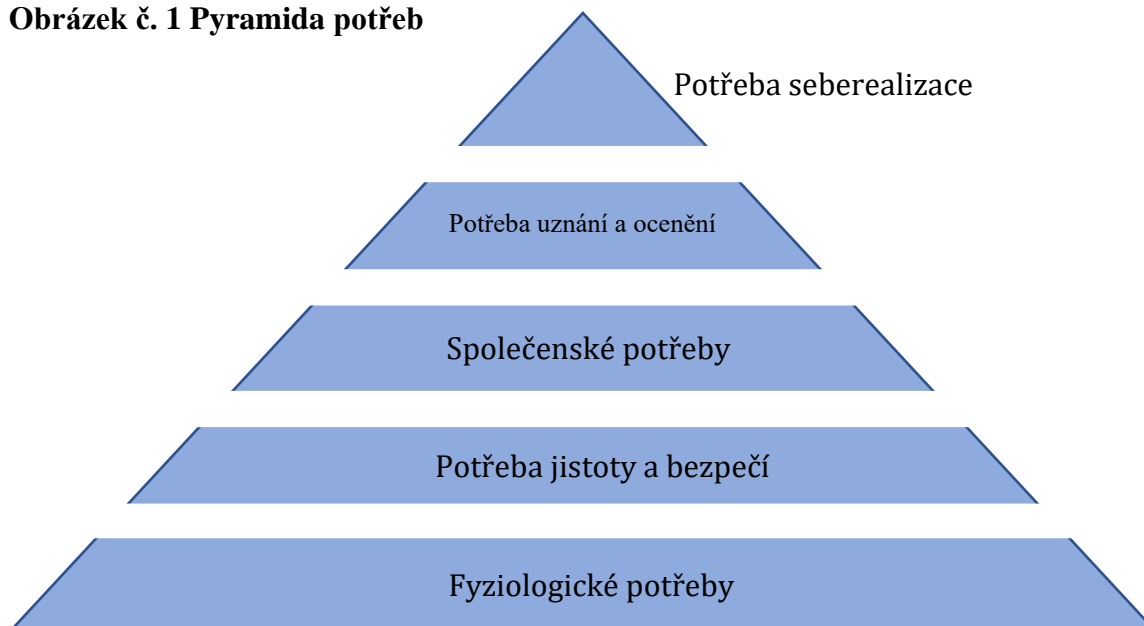 Obrázek č. 1 Pyramida potřeb
Potřeba seberealizace
Potřeba uznání a ocenění
Společenské potřeby
Potřeba jistoty a bezpečí
Fyziologické potřeby